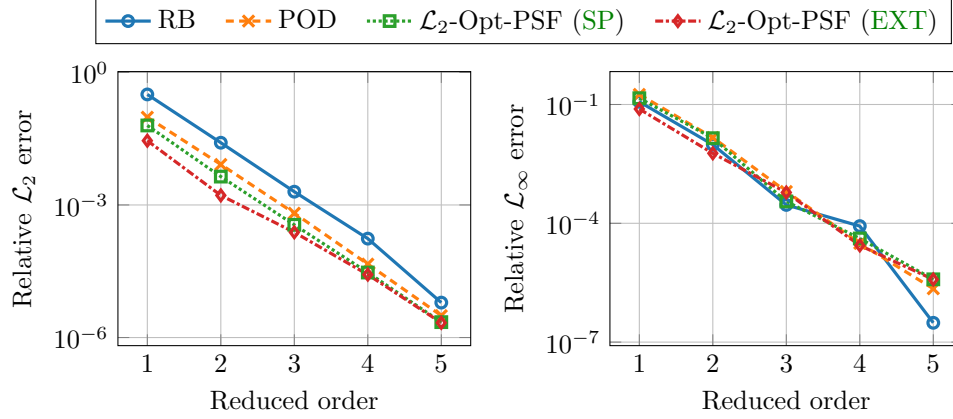 RB POD ℒ₂-Opt-PSF (SP) ℒ₂-Opt-PSF (EXT)
Relative ℒ₂ error
10⁰
10⁻³
10⁻⁶
1 2 3 4 5
Reduced order
Relative ℒ∞ error
10⁻¹
10⁻⁴
10⁻⁷
1 2 3 4 5
Reduced order